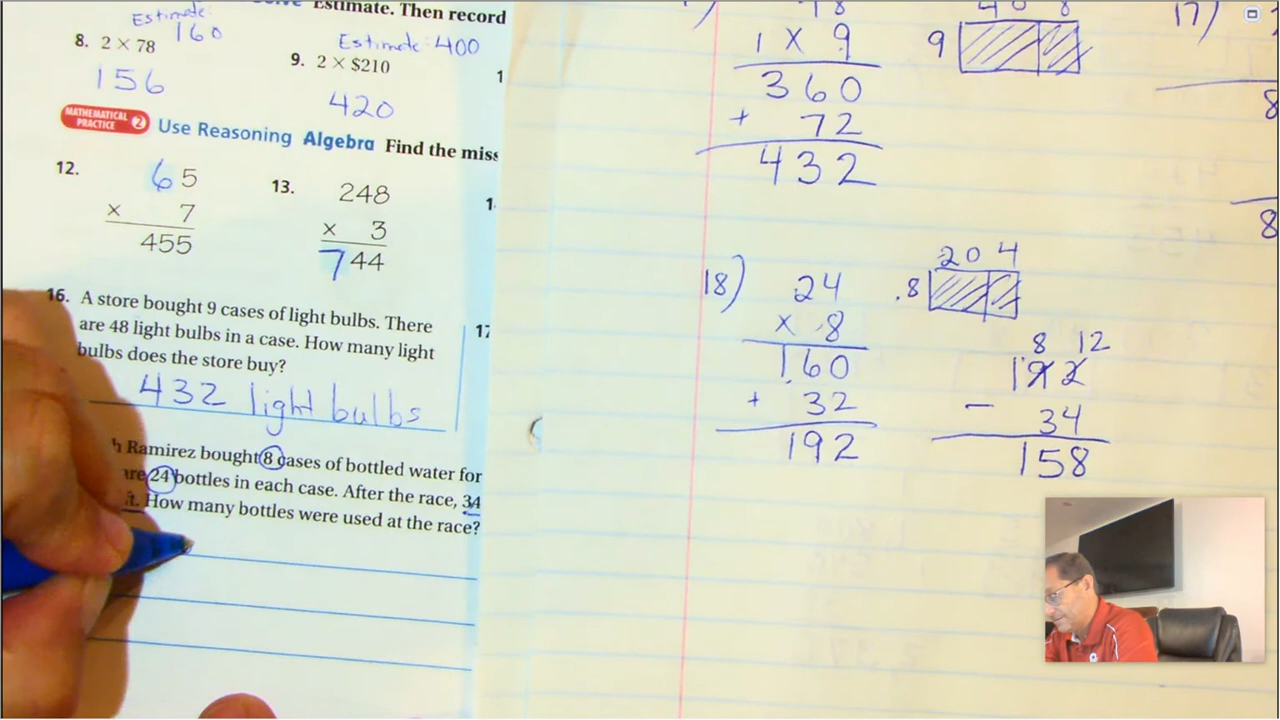 Estimate. Then record
Estimate:
160
8. 2 × 78
156
Estimate: 400
9. 2 × $210
420
MATHEMATICAL PRACTICE 2
Use Reasoning Algebra Find the miss
12. 65
× 7
455
13. 248
× 3
744
16. A store bought 9 cases of light bulbs. There
are 48 light bulbs in a case. How many light
bulbs does the store buy?
432 light bulbs
17
h Ramirez bought 8 cases of bottled water for
are 24 bottles in each case. After the race, 34
How many bottles were used at the race?
× 9
360
+ 72
432
9
17)
18) 24
× 8
160
+ 32
192
20 4
8
8 12
192
− 34
158